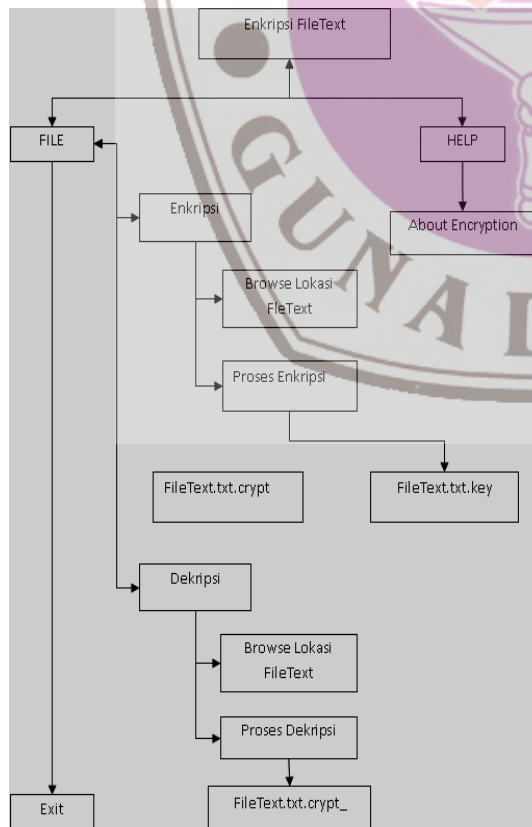 Enkripsi FileText
FILE
HELP
Enkripsi
About Encryption
Browse Lokasi
FleText
Proses Enkripsi
FileText.txt.crypt
FileText.txt.key
Dekripsi
Browse Lokasi
FileText
Proses Dekripsi
Exit
FileText.txt.crypt_
GUNAD